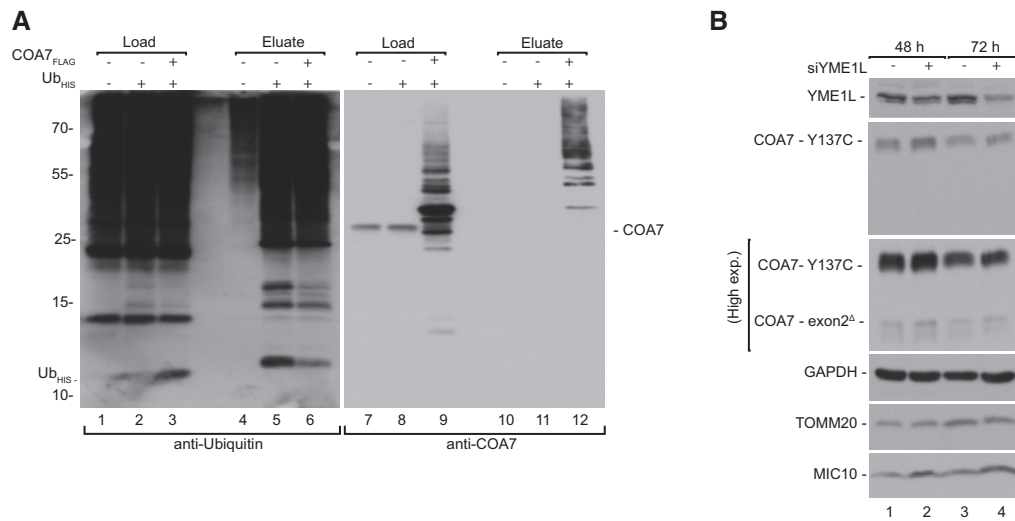 A
Load Eluate Load Eluate
COA7FLAG - - + - - + - - + - - +
UbHIS - + + - + + - + + - + +
70-
55-
25-
15-
UbHIS -
10-
- COA7
1 2 3 4 5 6 7 8 9 10 11 12
anti-Ubiquitin anti-COA7
B
48 h 72 h
siYME1L - + - +
YME1L -
COA7 - Y137C -
(High exp.)
COA7- Y137C -
COA7 - exon2Δ -
GAPDH -
TOMM20 -
MIC10 -
1 2 3 4